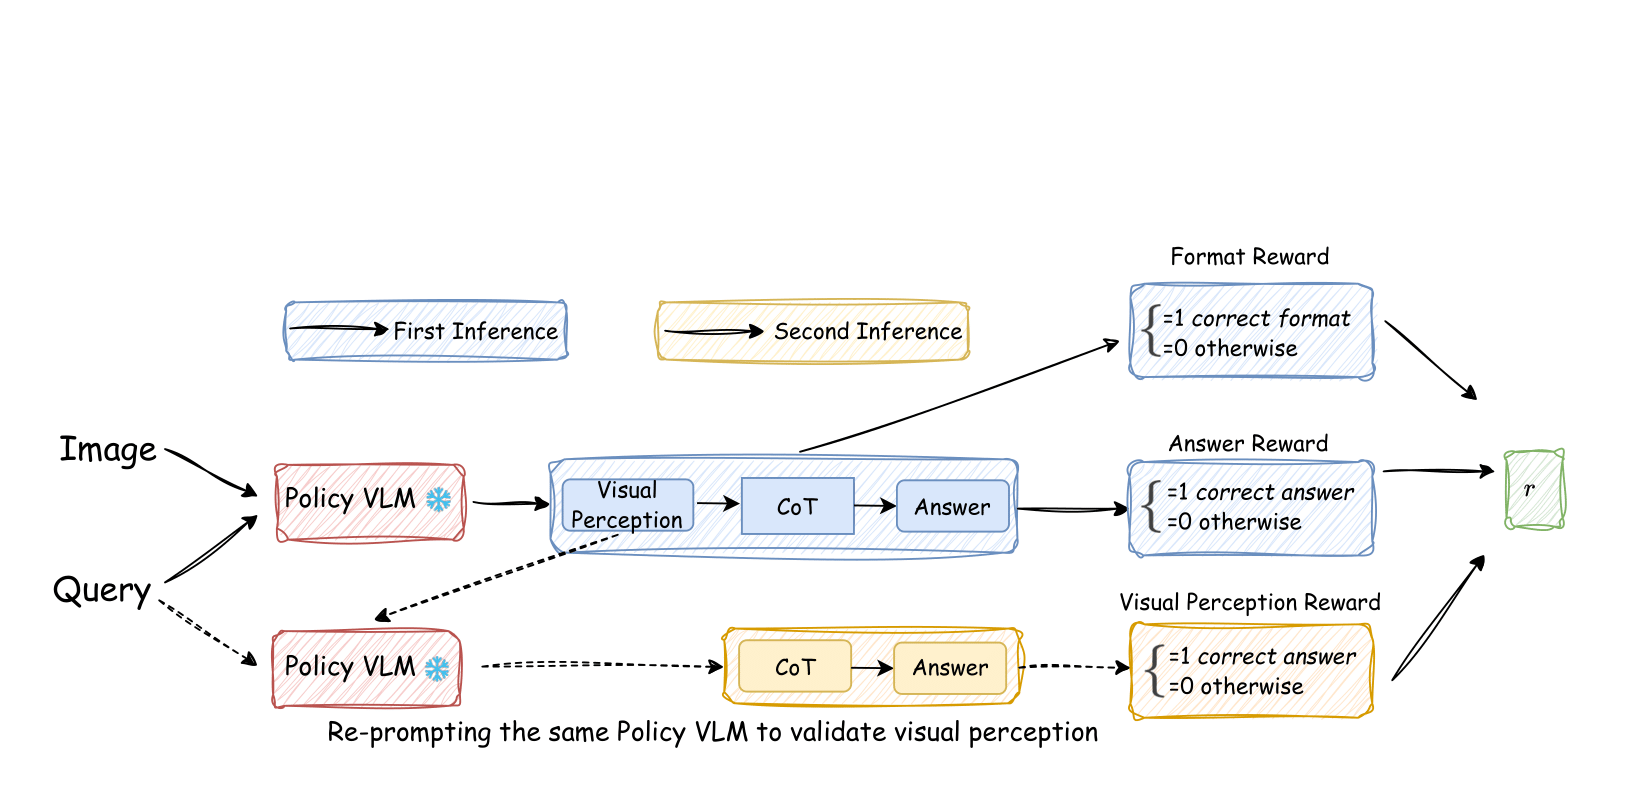 Format Reward
First Inference
Second Inference
=1 correct format
=0 otherwise
Image
Query
Policy VLM
Visual
Perception
CoT
Answer
Answer Reward
=1 correct answer
=0 otherwise
r
Policy VLM
CoT
Answer
Visual Perception Reward
=1 correct answer
=0 otherwise
Re-prompting the same Policy VLM to validate visual perception